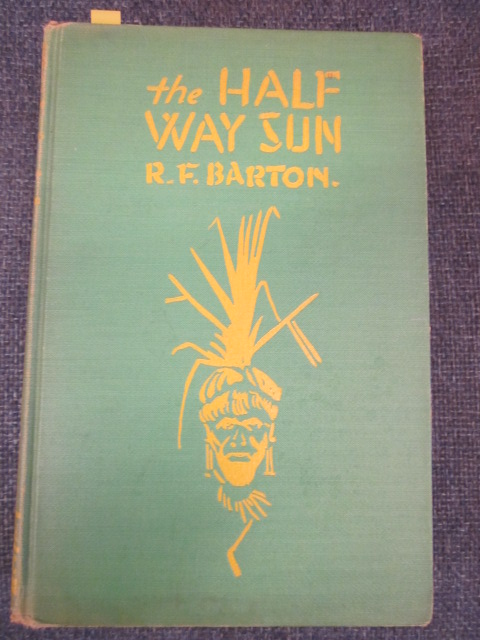 the HALF
WAY SUN
R.F. BARTON.